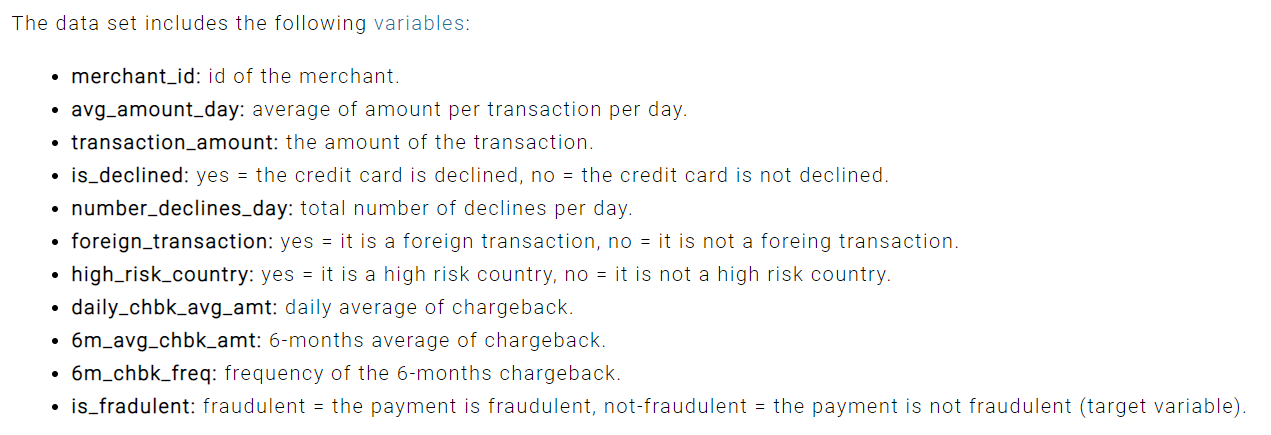 The data set includes the following variables:
• merchant_id: id of the merchant.
• avg_amount_day: average of amount per transaction per day.
• transaction_amount: the amount of the transaction.
• is_declined: yes = the credit card is declined, no = the credit card is not declined.
• number_declines_day: total number of declines per day.
• foreign_transaction: yes = it is a foreign transaction, no = it is not a foreing transaction.
• high_risk_country: yes = it is a high risk country, no = it is not a high risk country.
• daily_chbk_avg_amt: daily average of chargeback.
• 6m_avg_chbk_amt: 6-months average of chargeback.
• 6m_chbk_freq: frequency of the 6-months chargeback.
• is_fradulent: fraudulent = the payment is fraudulent, not-fraudulent = the payment is not fraudulent (target variable).